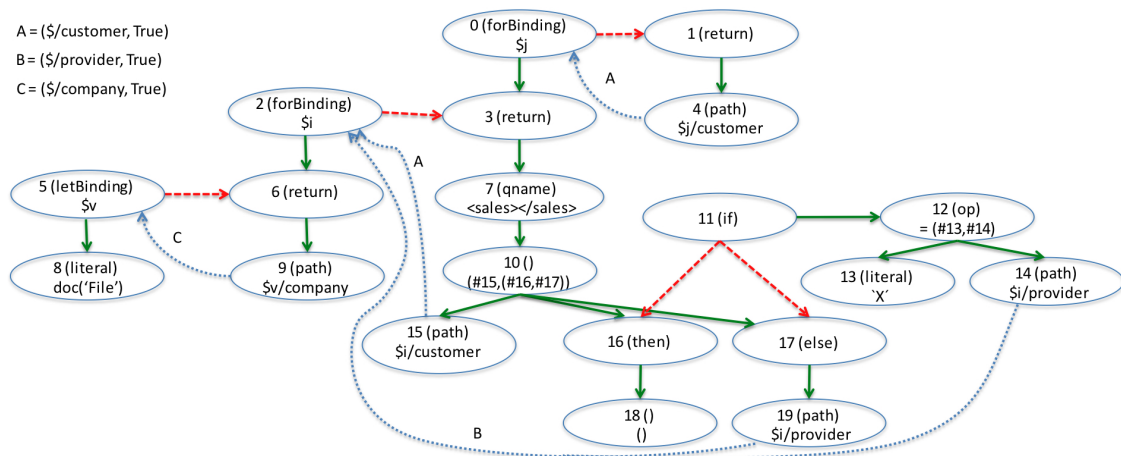 A = ($/customer, True)
B = ($/provider, True)
C = ($/company, True)
0 (forBinding)
$j
1 (return)
A
2 (forBinding)
$i
3 (return)
4 (path)
$j/customer
A
5 (letBinding)
$v
6 (return)
7 (qname)
<sales></sales>
11 (if)
12 (op)
= (#13,#14)
C
8 (literal)
doc('File')
9 (path)
$v/company
10 ()
(#15,(#16,#17))
13 (literal)
`X´
14 (path)
$i/provider
15 (path)
$i/customer
16 (then)
17 (else)
18 ()
()
19 (path)
$i/provider
B